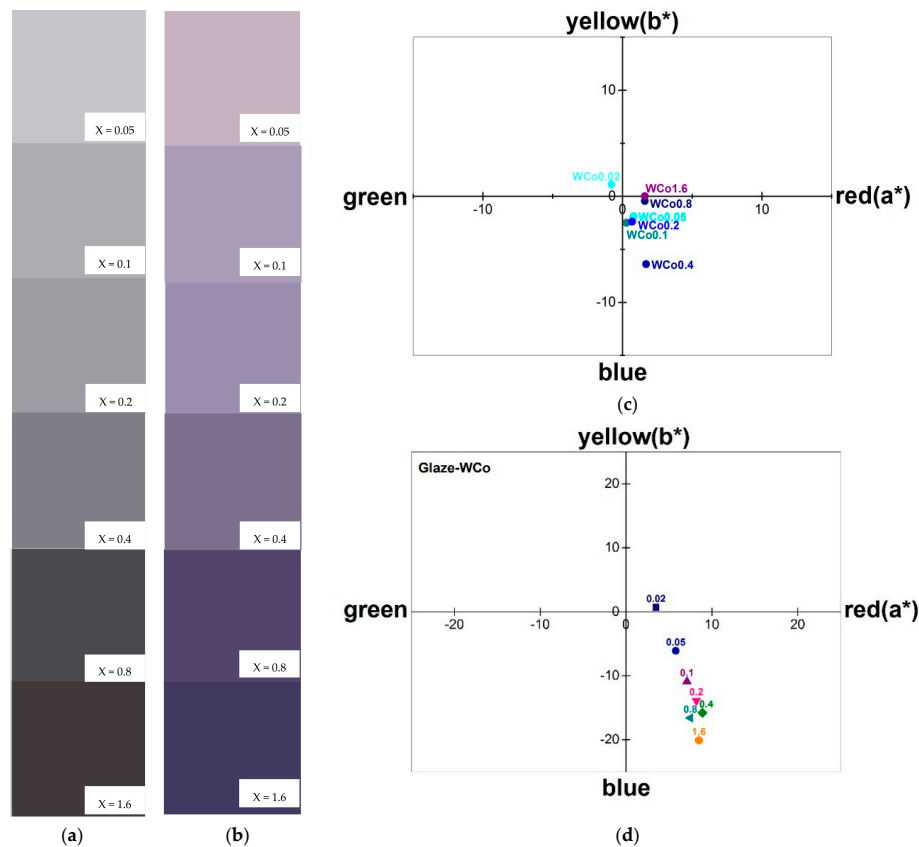 X = 0.05
X = 0.1
X = 0.2
X = 0.4
X = 0.8
X = 1.6
(a)
X = 0.05
X = 0.1
X = 0.2
X = 0.4
X = 0.8
X = 1.6
(b)
yellow(b*)
10
WCo0.02
WCo1.6
green
red(a*)
-10
0
10
WCo0.8
WCo0.05
WCo0.2
WCo0.1
WCo0.4
-10
blue
(c)
yellow(b*)
Glaze-WCo
20
10
0.02
green
0
red(a*)
-20
-10
0
10
20
0.05
-10
0.1
0.2
0.4
0.8
1.6
-20
blue
(d)